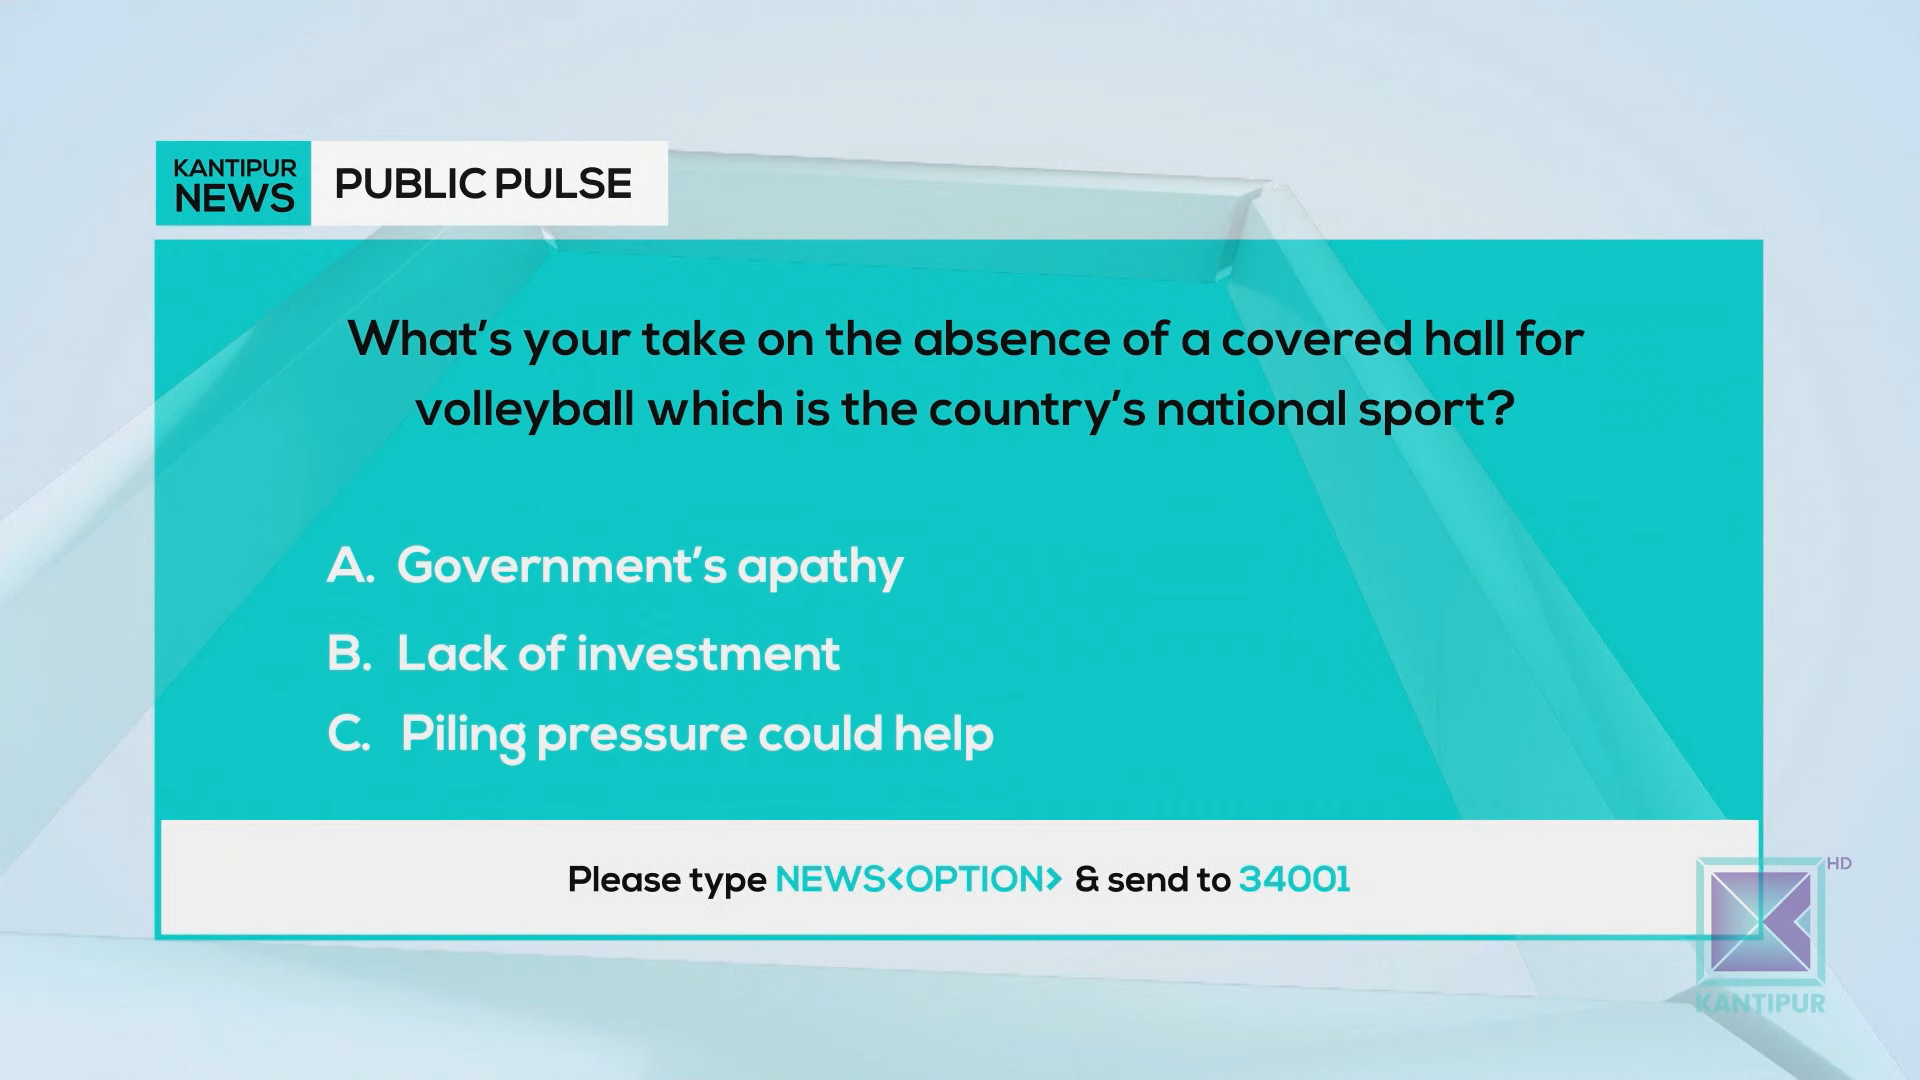 KANTIPUR
NEWS
PUBLIC PULSE
What's your take on the absence of a covered hall for
volleyball which is the country's national sport?
A. Government's apathy
B. Lack of investment
C. Piling pressure could help
Please type NEWS<OPTION> & send to 34001
HD
KANTIPUR